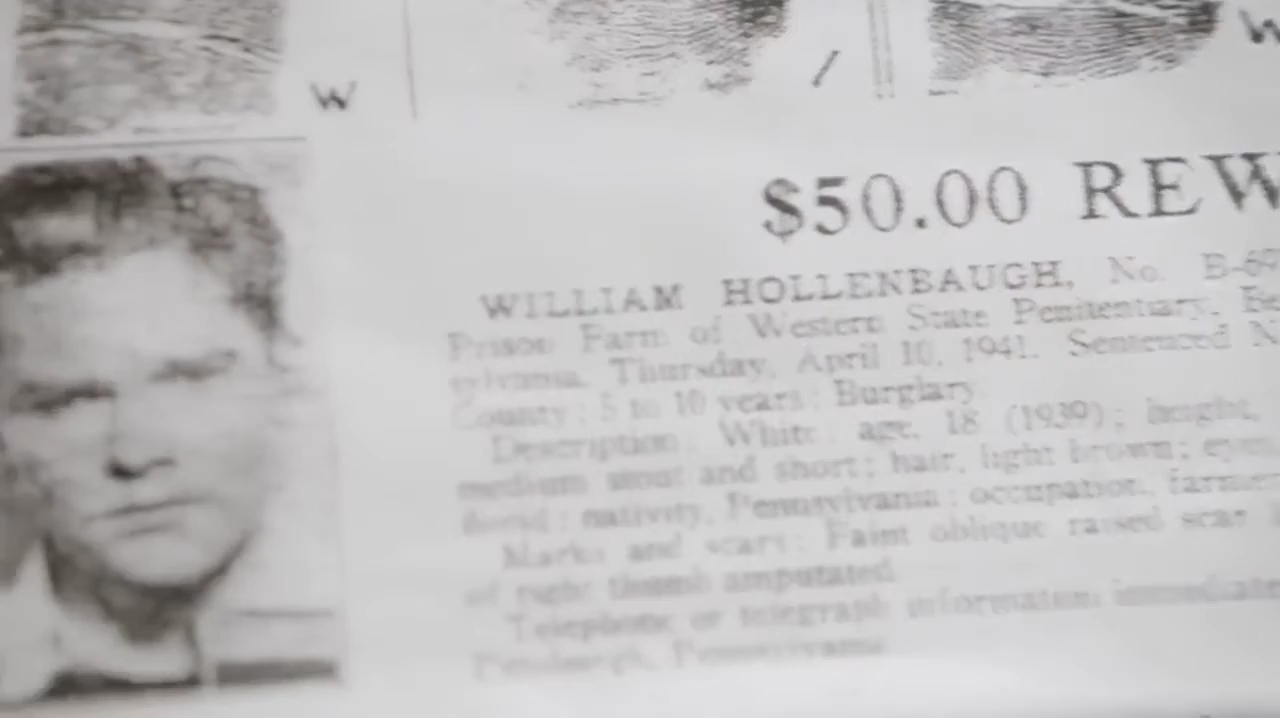 W / W
$50.00 REW
WILLIAM HOLLENBAUGH, No. B-69
Prison Farm of Western State Penitentiary, Be
sylvania, Thursday, April 10, 1941. Sentenced N
County; 5 to 10 years; Burglary
Description: White; age, 18 (1939); height,
medium stout and short; hair, light brown; eyes,
nativity, Pennsylvania; occupation, farmer
Marks and scars: Faint oblique raised scar
of right thumb amputated
Telephone or telegraph information immediate
Pittsburgh, Pennsylvania